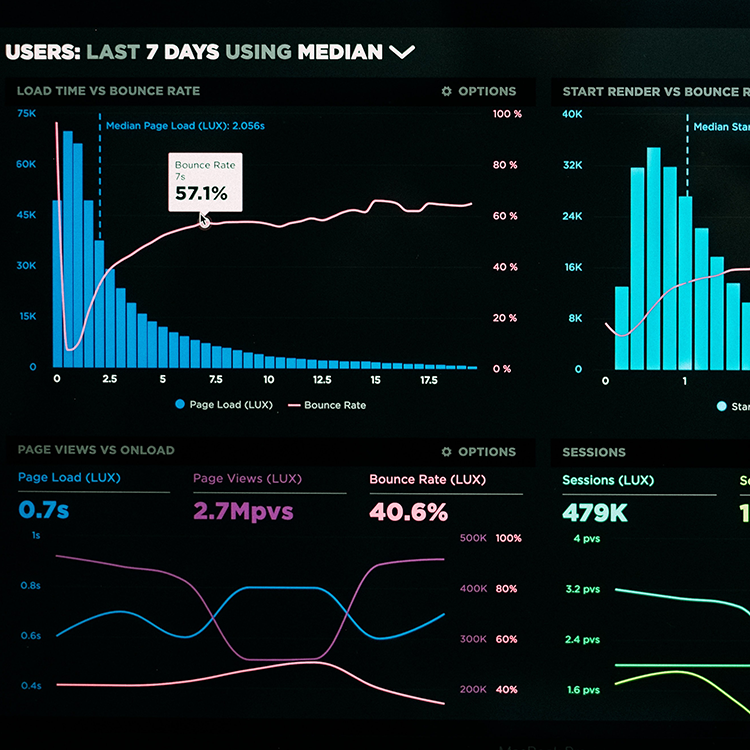 USERS: LAST 7 DAYS USING MEDIAN
LOAD TIME VS BOUNCE RATE
OPTIONS
75K
60K
45K
30K
15K
0
Median Page Load (LUX): 2.056s
Bounce Rate
7s
57.1%
100 %
80 %
60 %
40 %
20 %
0 %
0 2.5 5 7.5 10 12.5 15 17.5
Page Load (LUX) Bounce Rate
START RENDER VS BOUNCE R
40K
32K
24K
16K
8K
0
Median Star
0 1
Star
PAGE VIEWS VS ONLOAD
OPTIONS
Page Load (LUX)
0.7s
Page Views (LUX)
2.7Mpvs
Bounce Rate (LUX)
40.6%
1s
0.8s
0.6s
0.4s
500K 100%
400K 80%
300K 60%
200K 40%
SESSIONS
Sessions (LUX)
479K
4 pvs
3.2 pvs
2.4 pvs
1.6 pvs